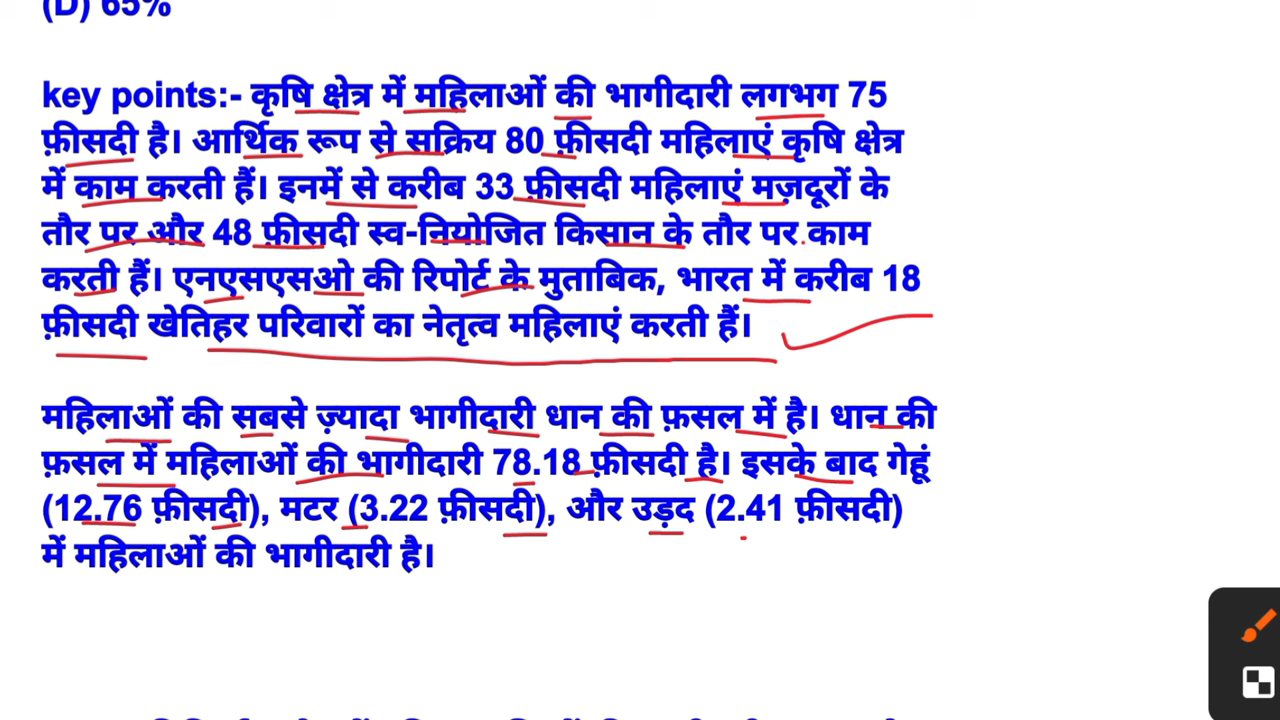 (D) 65%
key points:- कृषि क्षेत्र में महिलाओं की भागीदारी लगभग 75
फ़ीसदी है। आर्थिक रूप से सक्रिय 80 फ़ीसदी महिलाएं कृषि क्षेत्र
में काम करती हैं। इनमें से करीब 33 फ़ीसदी महिलाएं मज़दूरों के
तौर पर और 48 फ़ीसदी स्व-नियोजित किसान के तौर पर काम
करती हैं। एनएसएसओ की रिपोर्ट के मुताबिक, भारत में करीब 18
फ़ीसदी खेतिहर परिवारों का नेतृत्व महिलाएं करती हैं।
महिलाओं की सबसे ज़्यादा भागीदारी धान की फ़सल में है। धान की
फ़सल में महिलाओं की भागीदारी 78.18 फ़ीसदी है। इसके बाद गेहूं
(12.76 फ़ीसदी), मटर (3.22 फ़ीसदी), और उड़द (2.41 फ़ीसदी)
में महिलाओं की भागीदारी है।